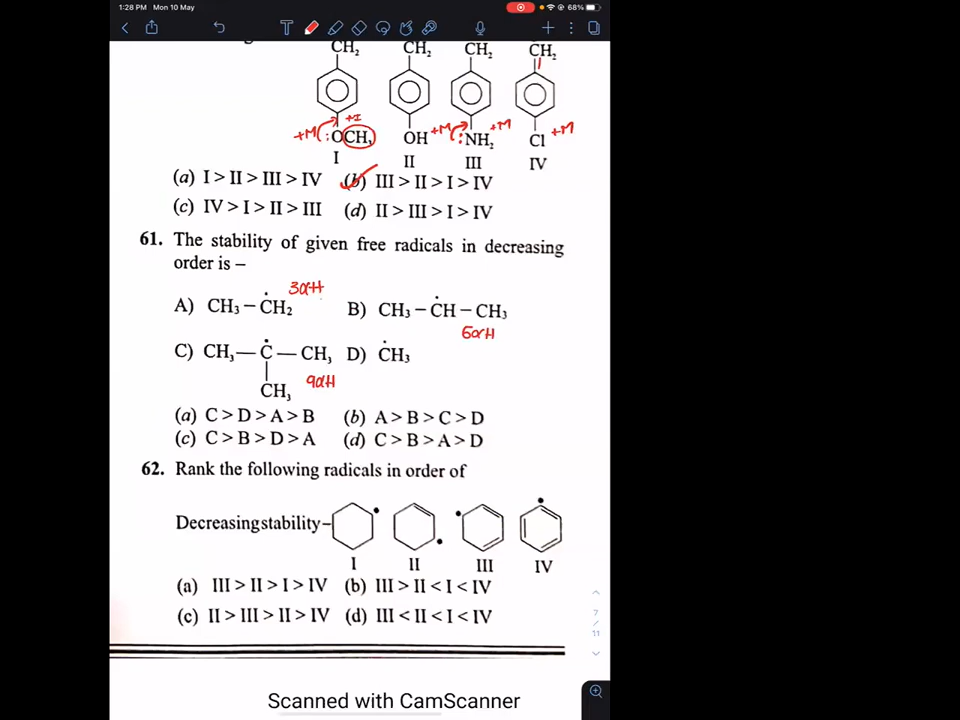 1:28 PM Mon 10 May
68%
CH₂ CH₂ CH₂ CH₂
+M :OCH₃ +I OH +M :NH₂ +M Cl +M
I II III IV
(a) I > II > III > IV (b) III > II > I > IV
(c) IV > I > II > III (d) II > III > I > IV
61. The stability of given free radicals in decreasing
order is –
3αH
A) CH₃ – ĊH₂ B) CH₃ – ĊH – CH₃
6αH
C) CH₃ — Ċ — CH₃ D) ĊH₃
CH₃ 9αH
(a) C > D > A > B (b) A > B > C > D
(c) C > B > D > A (d) C > B > A > D
62. Rank the following radicals in order of
Decreasing stability –
I II III IV
(a) III > II > I > IV (b) III > II < I < IV
(c) II > III > II > IV (d) III < II < I < IV
7
/
11
Scanned with CamScanner